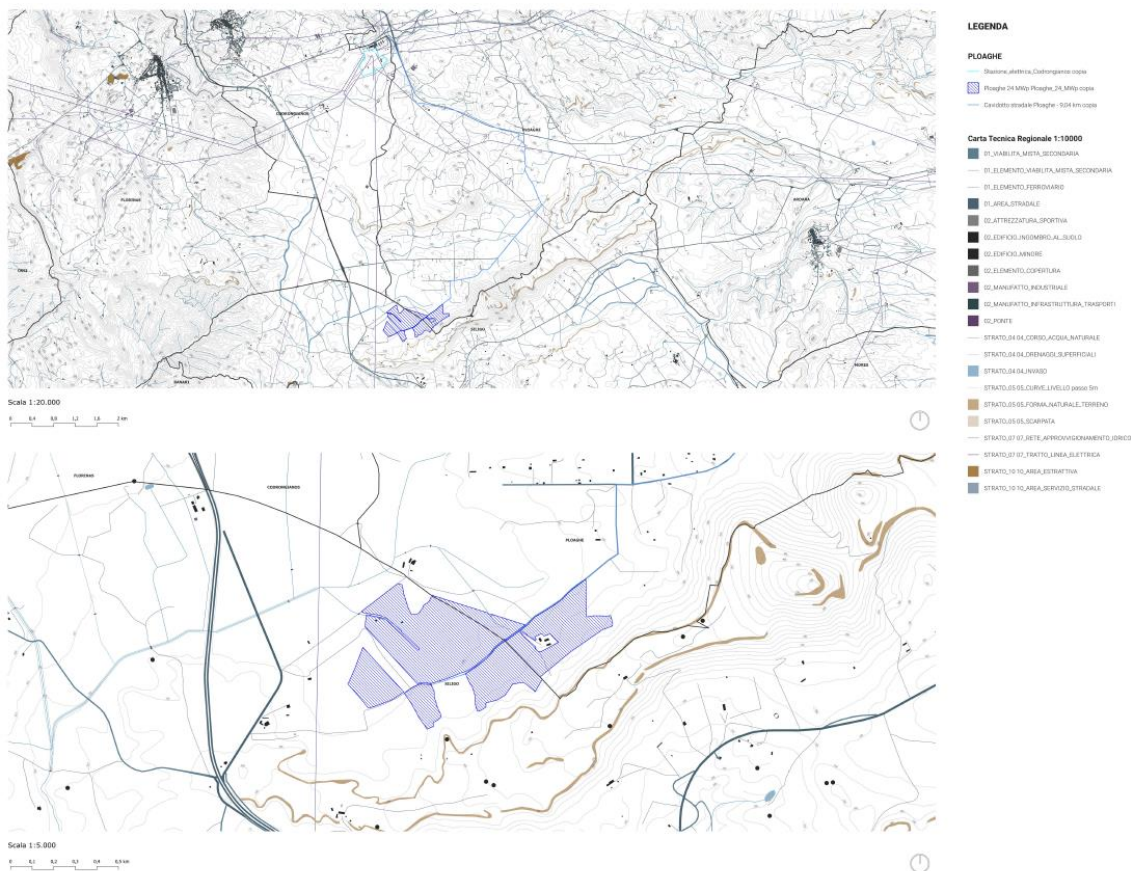 LEGENDA
PLOAGHE
Stazione_elettrica_Codrongianos copia
Ploaghe 24 MWp Ploaghe_24_MWp copia
Cavidotto stradale Ploaghe - 9,04 km copia
Carta Tecnica Regionale 1:10000
01_VIABILITA_MISTA_SECONDARIA
01_ELEMENTO_VIABILITA_MISTA_SECONDARIA
01_ELEMENTO_FERROVIARIO
01_AREA_STRADALE
02_ATTREZZATURA_SPORTIVA
02_EDIFICIO_INGOMBRO_AL_SUOLO
02_EDIFICIO_MINORE
02_ELEMENTO_COPERTURA
02_MANUFATTO_INDUSTRIALE
02_MANUFATTO_INFRASTRUTTURA_TRASPORTI
02_PONTE
STRATO_04 04_CORSO_ACQUA_NATURALE
STRATO_04 04_DRENAGGI_SUPERFICIALI
STRATO_04 04_INVASO
STRATO_05 05_CURVE_LIVELLO passo 5m
STRATO_05 05_FORMA_NATURALE_TERRENO
STRATO_05 05_SCARPATA
STRATO_07 07_RETE_APPROVVIGIONAMENTO_IDRICO
STRATO_07 07_TRATTO_LINEA_ELETTRICA
STRATO_10 10_AREA_ESTRATTIVA
STRATO_10 10_AREA_SERVIZIO_STRADALE
CODRONGIANOS
PLOAGHE
FLORINAS
ARDARA
SILIGO
BANARI
MORES
Scala 1:20.000
0 0,4 0,8 1,2 1,6 2 km
FLORINAS
CODRONGIANOS
PLOAGHE
SILIGO
Scala 1:5.000
0 0,1 0,2 0,3 0,4 0,5 km